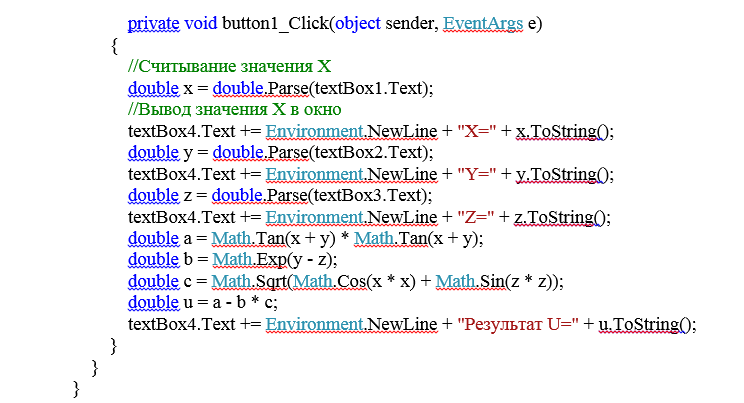 private void button1_Click(object sender, EventArgs e)
{
//Считывание значения X
double x = double.Parse(textBox1.Text);
//Вывод значения X в окно
textBox4.Text += Environment.NewLine + "X=" + x.ToString();
double y = double.Parse(textBox2.Text);
textBox4.Text += Environment.NewLine + "Y=" + y.ToString();
double z = double.Parse(textBox3.Text);
textBox4.Text += Environment.NewLine + "Z=" + z.ToString();
double a = Math.Tan(x + y) * Math.Tan(x + y);
double b = Math.Exp(y - z);
double c = Math.Sqrt(Math.Cos(x * x) + Math.Sin(z * z));
double u = a - b * c;
textBox4.Text += Environment.NewLine + "Результат U=" + u.ToString();
}
}
}